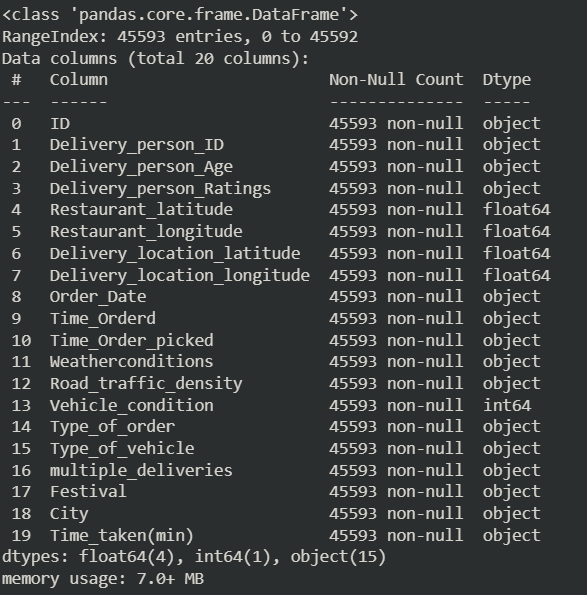 <class 'pandas.core.frame.DataFrame'>
RangeIndex: 45593 entries, 0 to 45592
Data columns (total 20 columns):
 #   Column                       Non-Null Count  Dtype
---  ------                       --------------  -----
 0   ID                           45593 non-null  object
 1   Delivery_person_ID           45593 non-null  object
 2   Delivery_person_Age          45593 non-null  object
 3   Delivery_person_Ratings      45593 non-null  object
 4   Restaurant_latitude          45593 non-null  float64
 5   Restaurant_longitude         45593 non-null  float64
 6   Delivery_location_latitude   45593 non-null  float64
 7   Delivery_location_longitude  45593 non-null  float64
 8   Order_Date                   45593 non-null  object
 9   Time_Orderd                  45593 non-null  object
 10  Time_Order_picked            45593 non-null  object
 11  Weatherconditions            45593 non-null  object
 12  Road_traffic_density         45593 non-null  object
 13  Vehicle_condition            45593 non-null  int64
 14  Type_of_order                45593 non-null  object
 15  Type_of_vehicle              45593 non-null  object
 16  multiple_deliveries          45593 non-null  object
 17  Festival                     45593 non-null  object
 18  City                         45593 non-null  object
 19  Time_taken(min)              45593 non-null  object
dtypes: float64(4), int64(1), object(15)
memory usage: 7.0+ MB